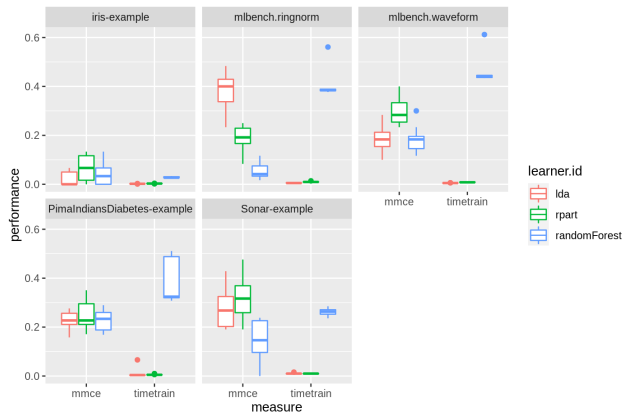 iris-example
mlbench.ringnorm
mlbench.waveform
0.6
0.4
0.2
0.0
mmce
timetrain
mmce
timetrain
PimaIndiansDiabetes-example
Sonar-example
0.6
0.4
0.2
0.0
mmce
timetrain
mmce
timetrain
performance
measure
learner.id
lda
rpart
randomForest